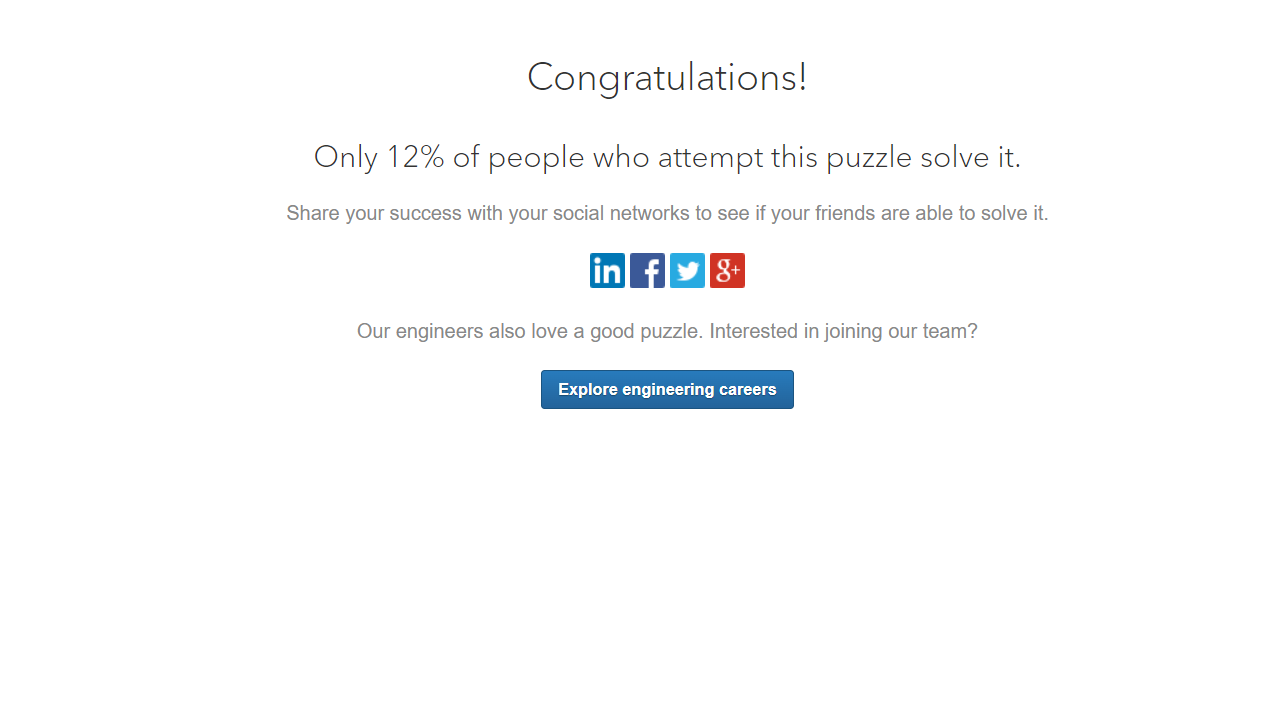 Congratulations!
Only 12% of people who attempt this puzzle solve it.
Share your success with your social networks to see if your friends are able to solve it.
in f g+
Our engineers also love a good puzzle. Interested in joining our team?
Explore engineering careers